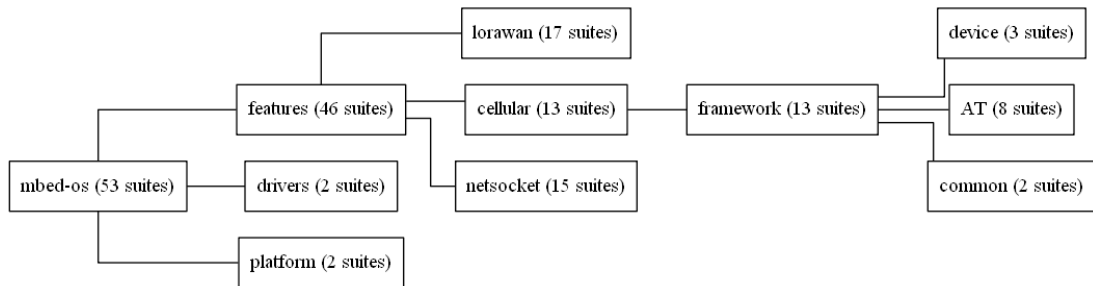 lorawan (17 suites)
device (3 suites)
features (46 suites)
cellular (13 suites)
framework (13 suites)
AT (8 suites)
mbed-os (53 suites)
drivers (2 suites)
netsocket (15 suites)
common (2 suites)
platform (2 suites)